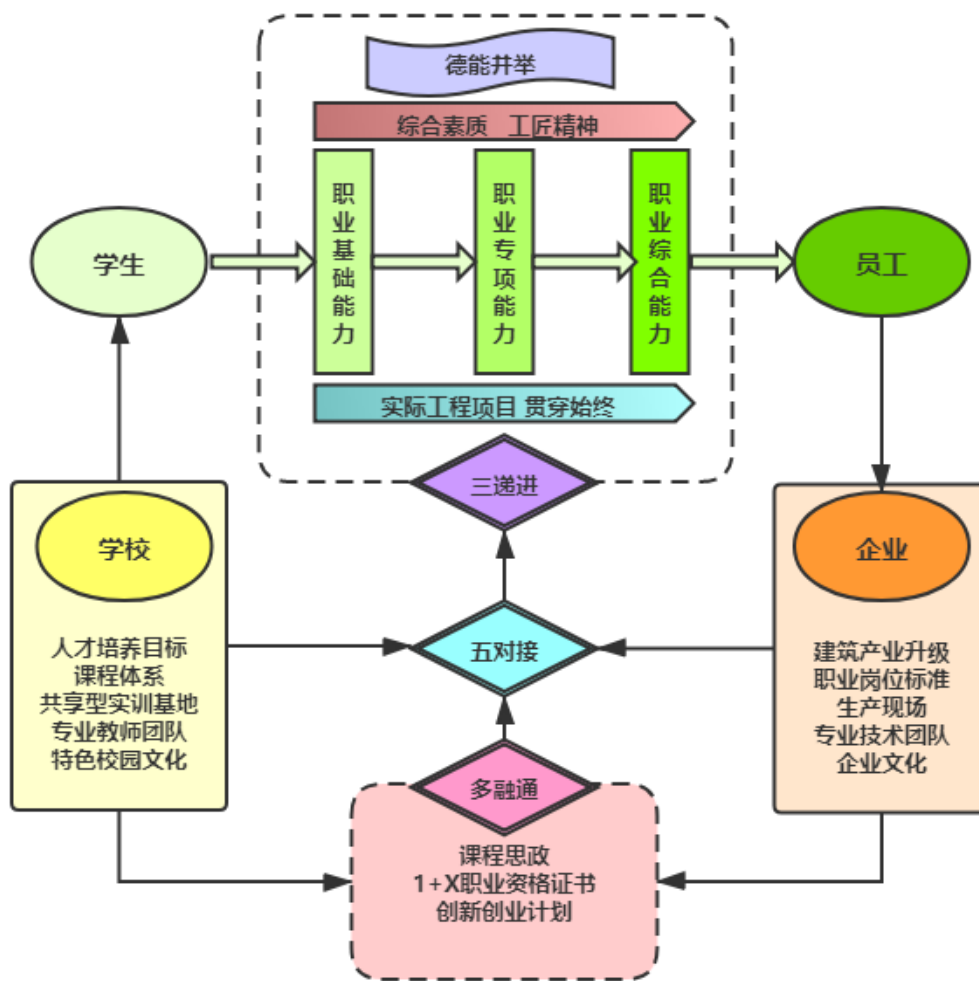 德能井举
综合素质 工匠精神
职业基础能力
职业专项能力
职业综合能力
学生
员工
实际工程项目 贯穿始终
三递进
学校
人才培养目标
课程体系
共享型实训基地
专业教师团队
特色校园文化
五对接
企业
建筑产业升级
职业岗位标准
生产现场
专业技术团队
企业文化
多融通
课程思政
1+X职业资格证书
创新创业计划